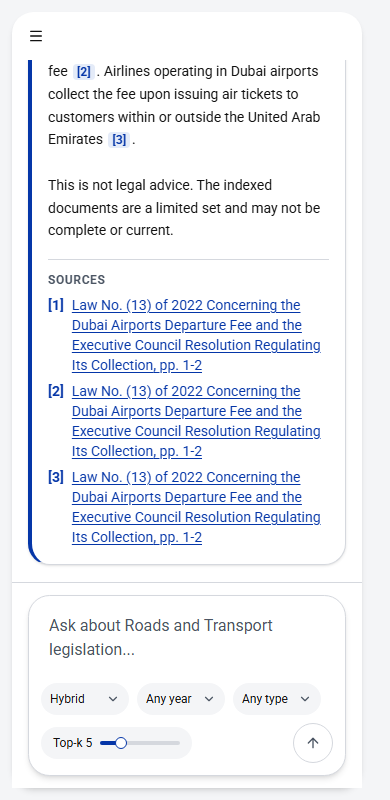 fee [2] . Airlines operating in Dubai airports
collect the fee upon issuing air tickets to
customers within or outside the United Arab
Emirates [3] .
This is not legal advice. The indexed
documents are a limited set and may not be
complete or current.
SOURCES
[1] Law No. (13) of 2022 Concerning the
Dubai Airports Departure Fee and the
Executive Council Resolution Regulating
Its Collection, pp. 1-2
[2] Law No. (13) of 2022 Concerning the
Dubai Airports Departure Fee and the
Executive Council Resolution Regulating
Its Collection, pp. 1-2
[3] Law No. (13) of 2022 Concerning the
Dubai Airports Departure Fee and the
Executive Council Resolution Regulating
Its Collection, pp. 1-2
Ask about Roads and Transport
legislation...
Hybrid Any year Any type
Top-k 5